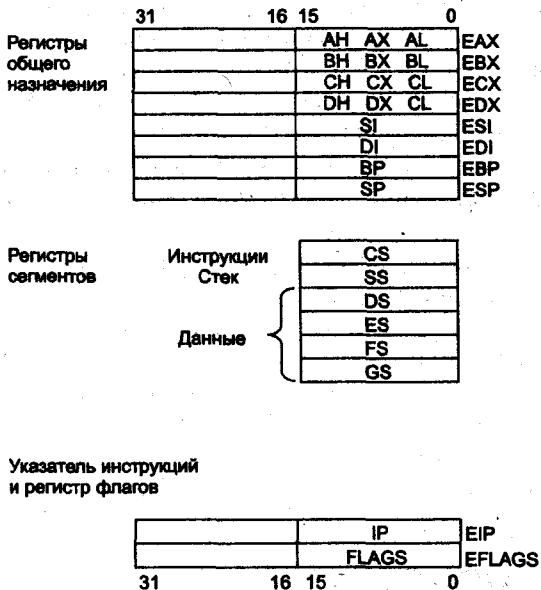 31 16 15 0
Регистры общего назначения
AH AX AL EAX
BH BX BL EBX
CH CX CL ECX
DH DX CL EDX
SI ESI
DI EDI
BP EBP
SP ESP
Регистры сегментов
Инструкции CS
Стек SS
Данные
DS
ES
FS
GS
Указатель инструкций
и регистр флагов
IP EIP
FLAGS EFLAGS
31 16 15 0